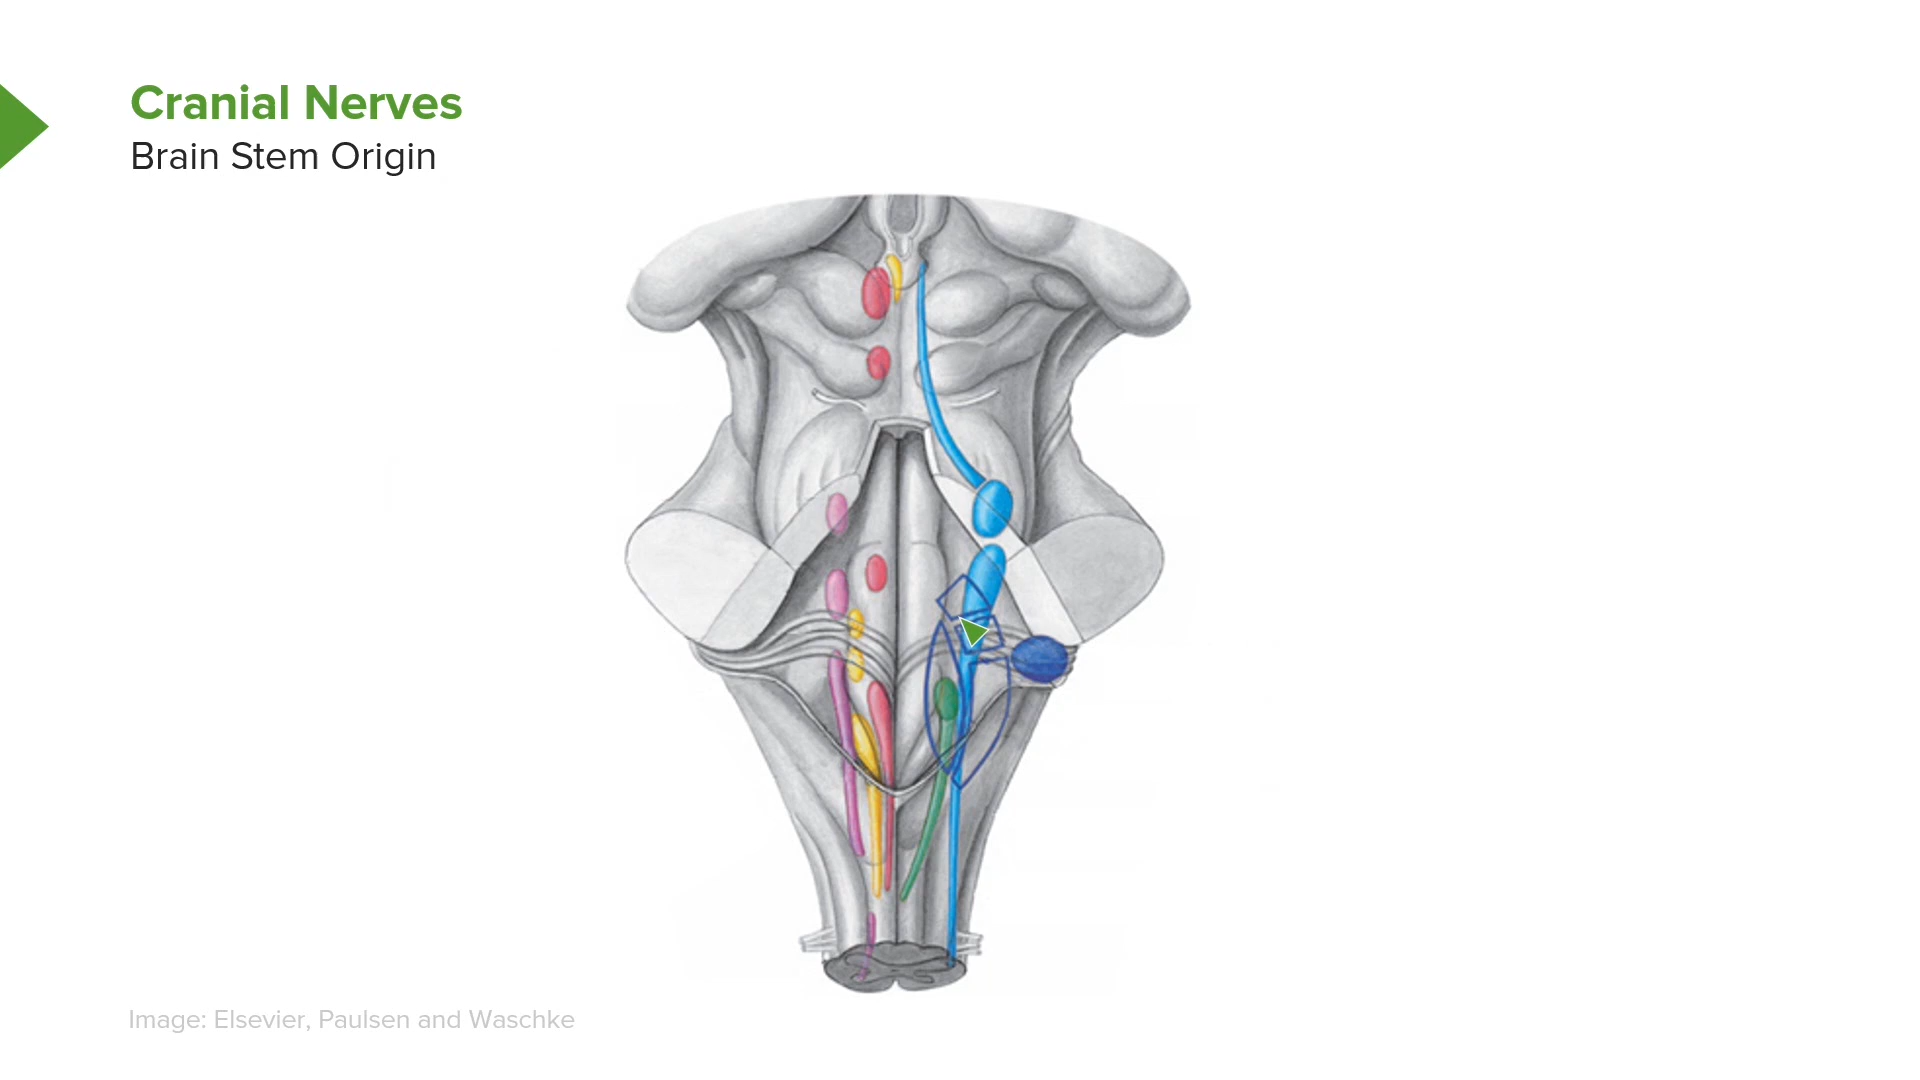 Cranial Nerves
Brain Stem Origin
Image: Elsevier, Paulsen and Waschke